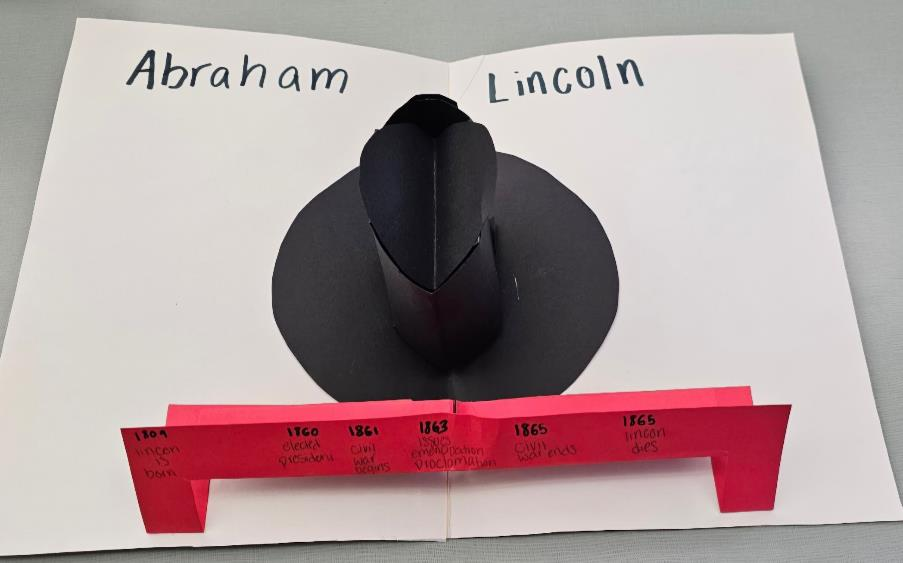 Abraham Lincoln
1809
lincon
is
born
1860
elected
president
1861
civil
war
begins
1863
issues
emancipation
proclamation
1865
civil
war ends
1865
lincon
dies